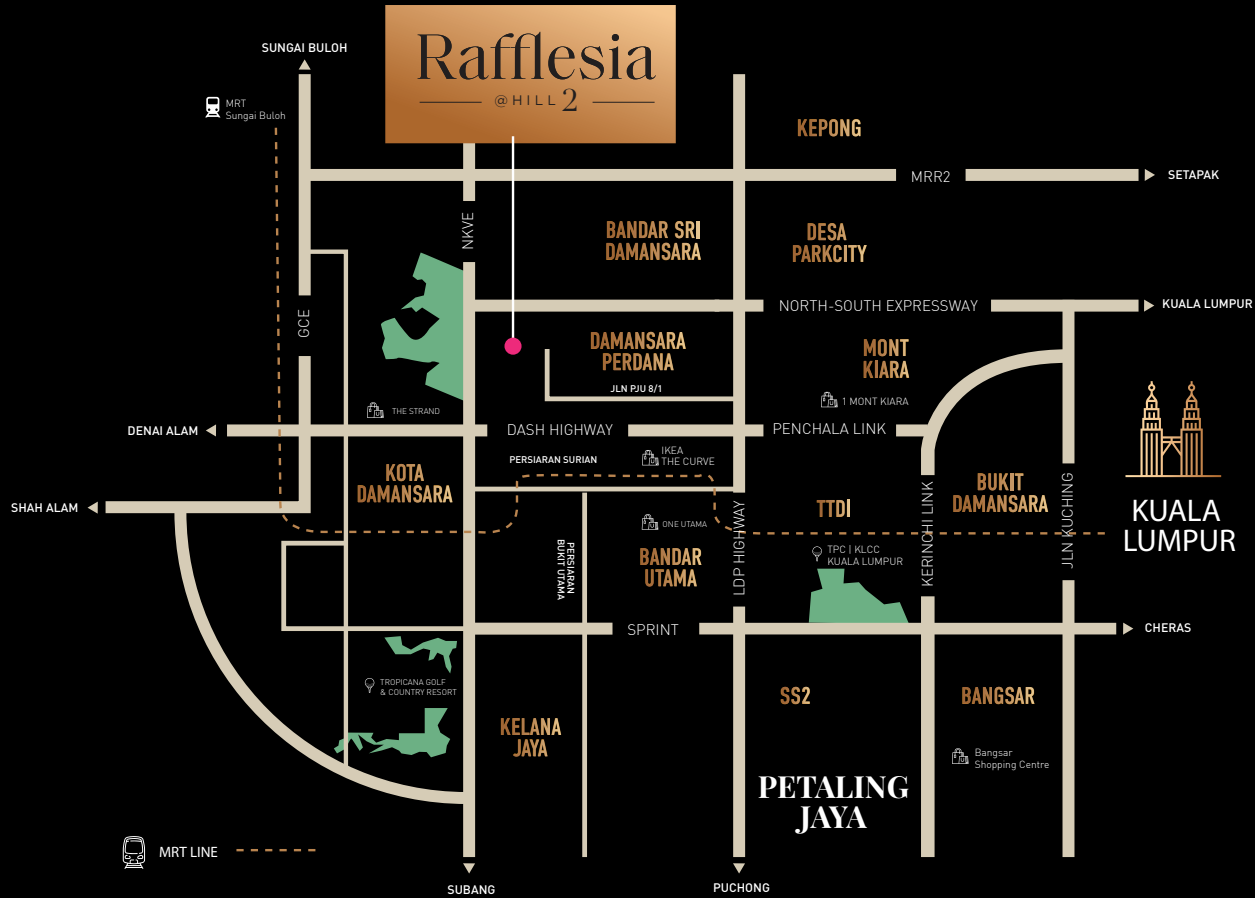 SUNGAI BULOH
Rafflesia
@HILL 2
MRT
Sungai Buloh
KEPONG
MRR2
SETAPAK
NKVE
BANDAR SRI
DAMANSARA
DESA
PARKCITY
GCE
NORTH-SOUTH EXPRESSWAY
KUALA LUMPUR
DAMANSARA
PERDANA
MONT
KIARA
JLN PJU 8/1
THE STRAND
1 MONT KIARA
DENAI ALAM
DASH HIGHWAY
PENCHALA LINK
PERSIARAN SURIAN
IKEA
THE CURVE
KOTA
DAMANSARA
BUKIT
DAMANSARA
SHAH ALAM
TTDI
ONE UTAMA
LDP HIGHWAY
KERINCHI LINK
JLN KUCHING
KUALA
LUMPUR
PERSIARAN
BUKIT UTAMA
BANDAR
UTAMA
TPC | KLCC
KUALA LUMPUR
SPRINT
CHERAS
TROPICANA GOLF
& COUNTRY RESORT
SS2
BANGSAR
KELANA
JAYA
Bangsar
Shopping Centre
PETALING
JAYA
MRT LINE
SUBANG
PUCHONG